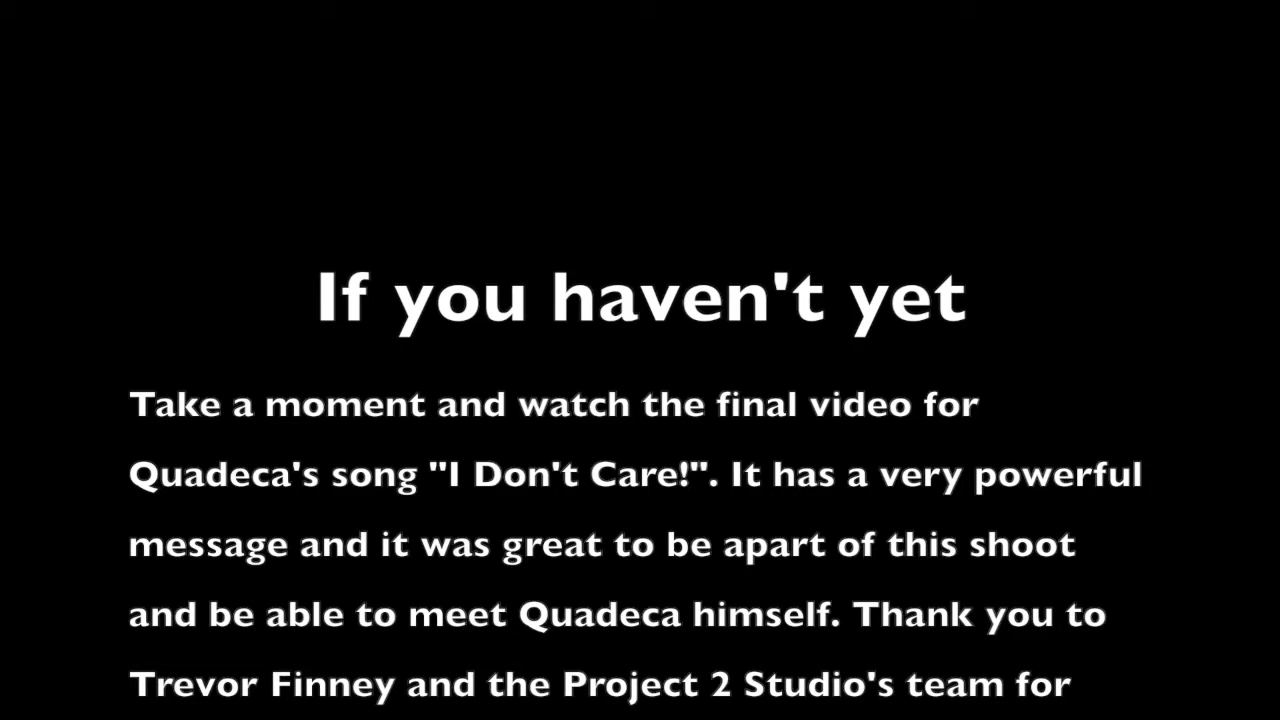 If you haven't yet
Take a moment and watch the final video for
Quadeca's song "I Don't Care!". It has a very powerful
message and it was great to be apart of this shoot
and be able to meet Quadeca himself. Thank you to
Trevor Finney and the Project 2 Studio's team for